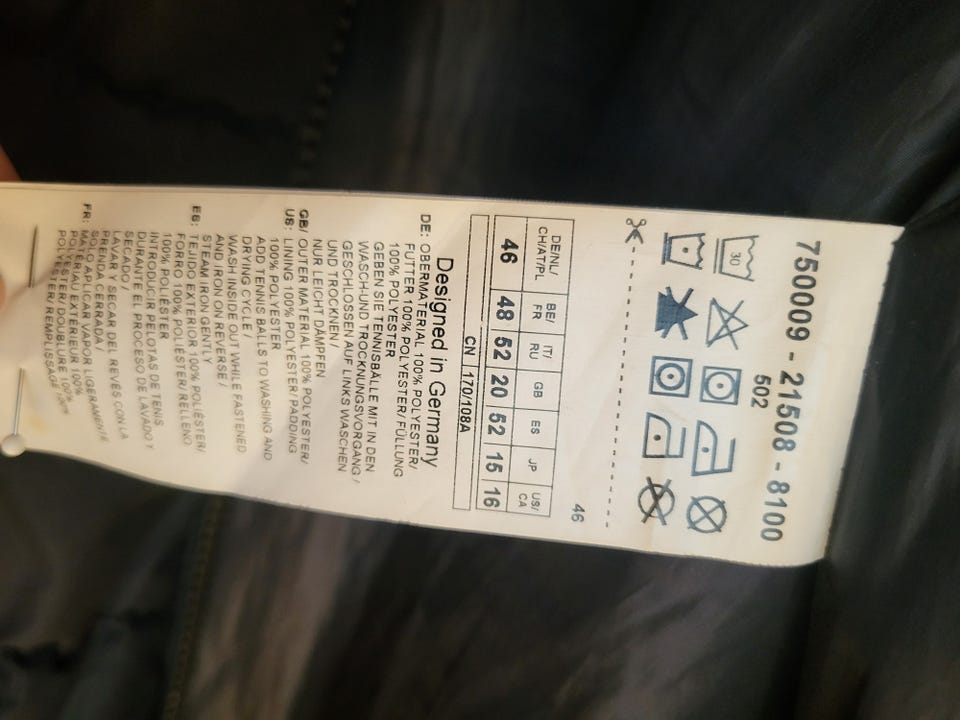 7500009 - 21508 - 8100
502
30
46
DE/NL/ CH/AT/PL BE/ FR IT/ RU GB ES JP US/ CA
46 48 52 20 52 15 16
CN 170/108A
Designed in Germany
DE: OBERMATERIAL 100% POLYESTER/
FUTTER 100% POLYESTER/ FÜLLUNG
100% POLYESTER
GEBEN SIE TENNISBÄLLE MIT IN DEN
WASCH-UND TROCKNUNGSVORGANG /
GESCHLOSSEN AUF LINKS WASCHEN
UND TROCKNEN /
NUR LEICHT DÄMPFEN
GB/ OUTER MATERIAL 100% POLYESTER/
US: LINING 100% POLYESTER/ PADDING
100% POLYESTER
ADD TENNIS BALLS TO WASHING AND
DRYING CYCLE /
WASH INSIDE OUT WHILE FASTENED
AND IRON ON REVERSE /
STEAM IRON GENTLY
ES: TEJIDO EXTERIOR 100% POLIÉSTER/
FORRO 100% POLIÉSTER/ RELLENO
100% POLIÉSTER
INTRODUCIR PELOTAS DE TENIS
DURANTE EL PROCESO DE LAVADO Y
SECADO /
LAVAR Y SECAR DEL REVÉS CON LA
PRENDA CERRADA /
SOLO APLICAR VAPOR LIGERAMENTE
FR: MATÉRIAU EXTÉRIEUR 100%
POLYESTER/ DOUBLURE 100%
POLYESTER/ REMPLISSAGE